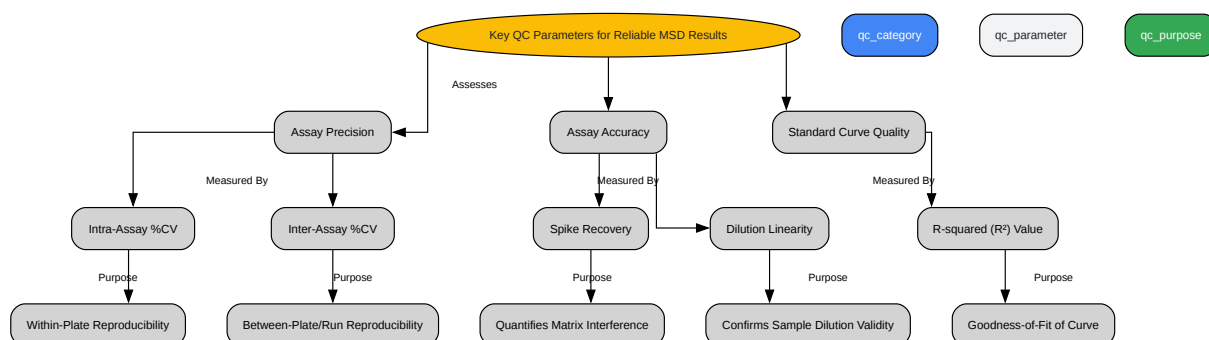 Key QC Parameters for Reliable MSD Results
qc_category
qc_parameter
qc_purpose
Assesses
Assay Precision
Assay Accuracy
Standard Curve Quality
Measured By
Measured By
Measured By
Intra-Assay %CV
Inter-Assay %CV
Spike Recovery
Dilution Linearity
R-squared (R²) Value
Purpose
Purpose
Purpose
Purpose
Purpose
Within-Plate Reproducibility
Between-Plate/Run Reproducibility
Quantifies Matrix Interference
Confirms Sample Dilution Validity
Goodness-of-Fit of Curve